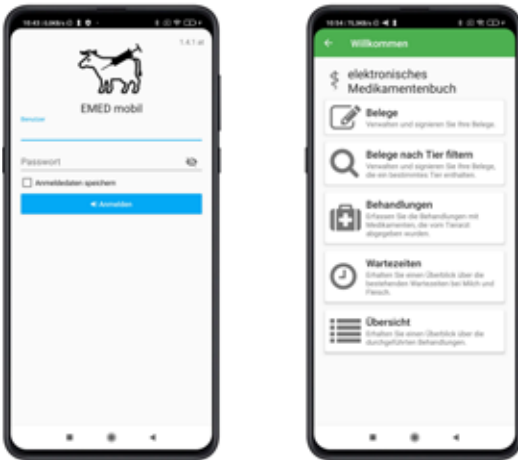 1.4.1 at
EMED mobil
Benutzer
Passwort
Anmeldedaten speichern
Anmelden
Willkommen
elektronisches
Medikamentenbuch
Belege
Verwalten und signieren Sie Ihre Belege.
Belege nach Tier filtern
Verwalten und signieren Sie Ihre Belege,
die ein bestimmtes Tier enthalten.
Behandlungen
Erfassen Sie die Behandlungen mit
Medikamenten, die vom Tierarzt
abgegeben wurden.
Wartezeiten
Erhalten Sie einen Überblick über die
bestehenden Wartezeiten bei Milch und
Fleisch.
Übersicht
Erhalten Sie einen Überblick über die
durchgeführten Behandlungen.